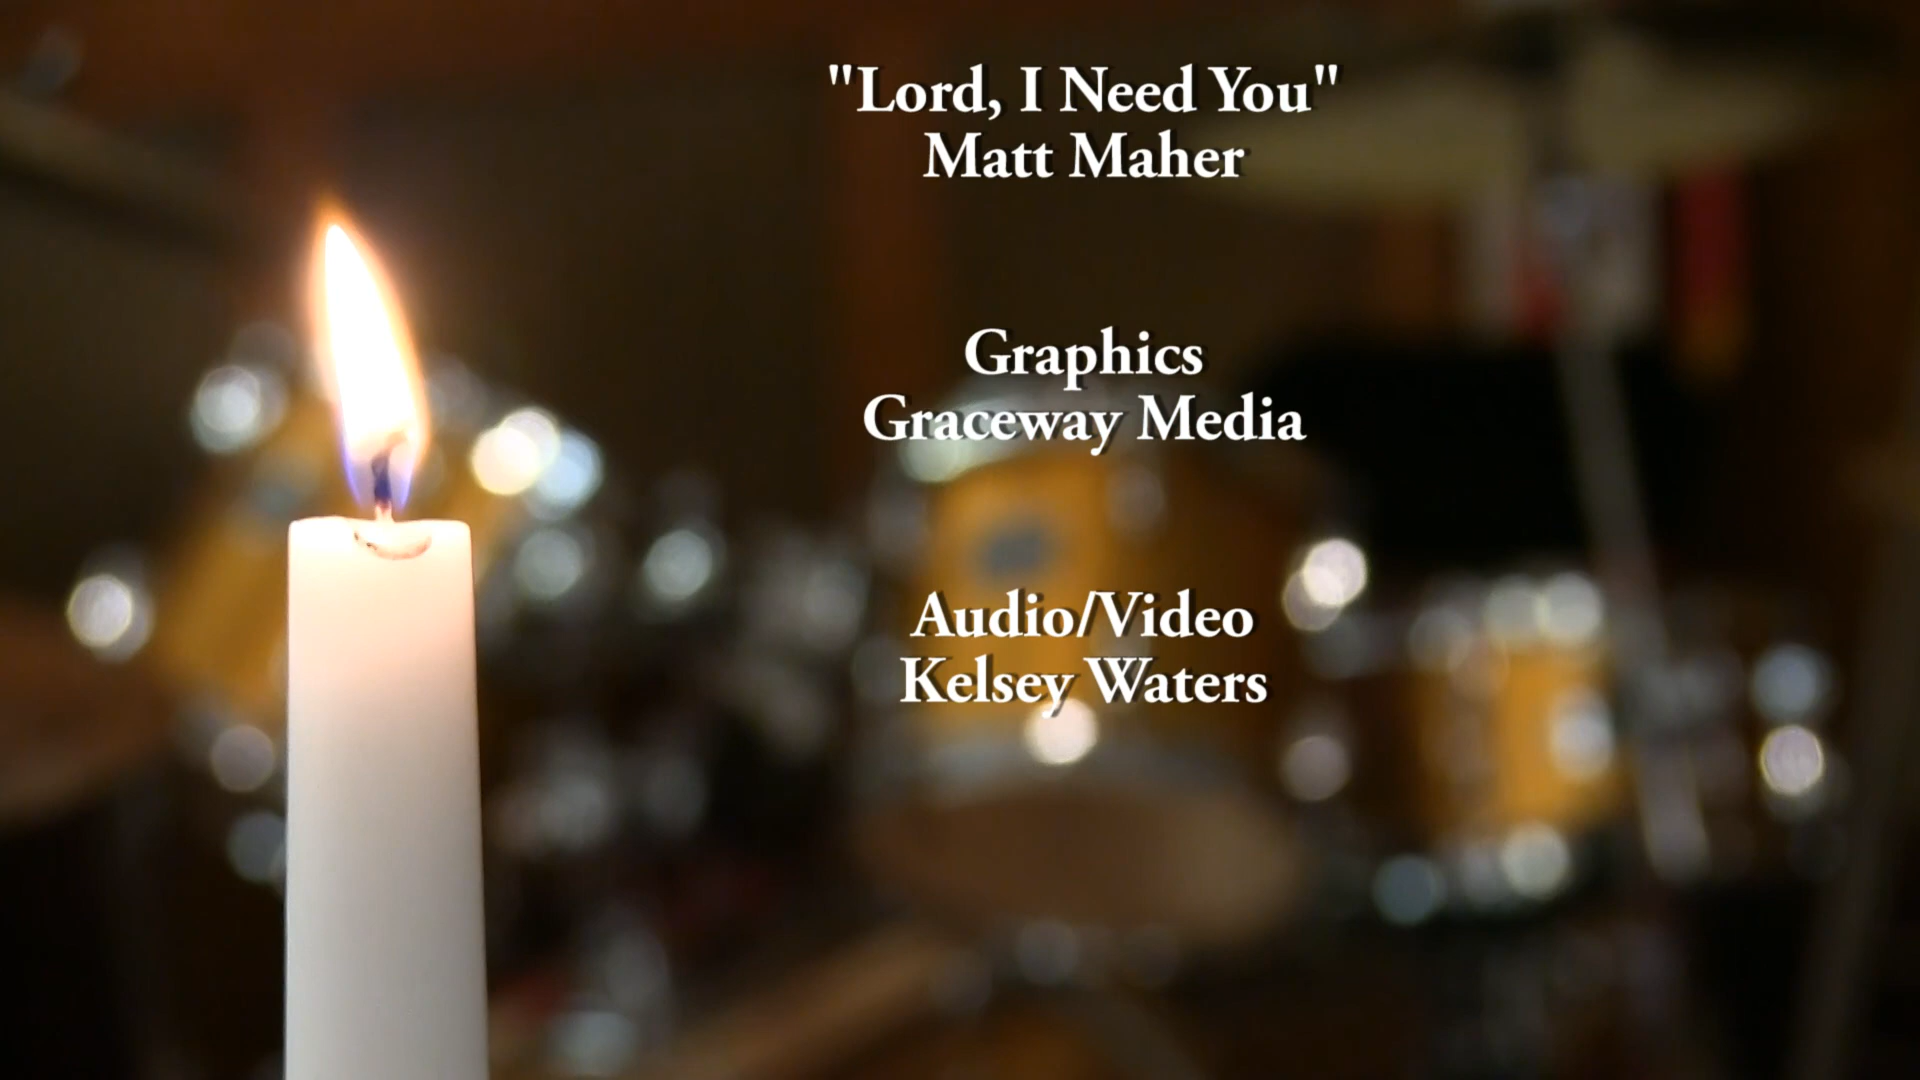 "Lord, I Need You"
Matt Maher
Graphics
Graceway Media
Audio/Video
Kelsey Waters